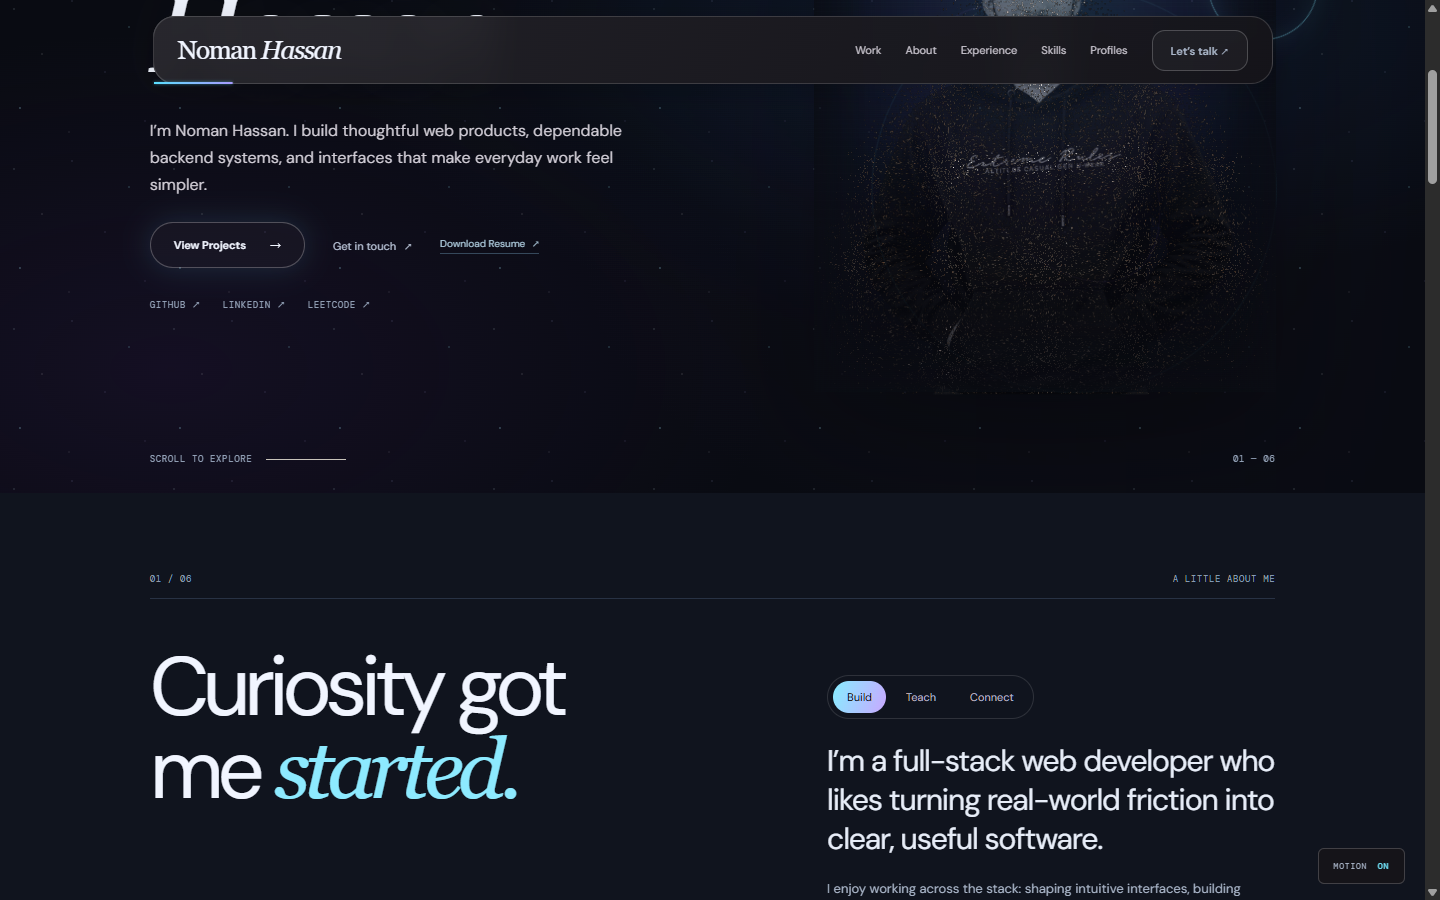 Noman Hassan
Work
About
Experience
Skills
Profiles
Let's talk ↗
I'm Noman Hassan. I build thoughtful web products, dependable
backend systems, and interfaces that make everyday work feel
simpler.
Extreme Rules
View Projects →
Get in touch ↗
Download Resume ↗
GITHUB ↗
LINKEDIN ↗
LEETCODE ↗
SCROLL TO EXPLORE
01 — 06
01 / 06
A LITTLE ABOUT ME
Curiosity got
me started.
Build
Teach
Connect
I'm a full-stack web developer who
likes turning real-world friction into
clear, useful software.
I enjoy working across the stack: shaping intuitive interfaces, building
MOTION ON